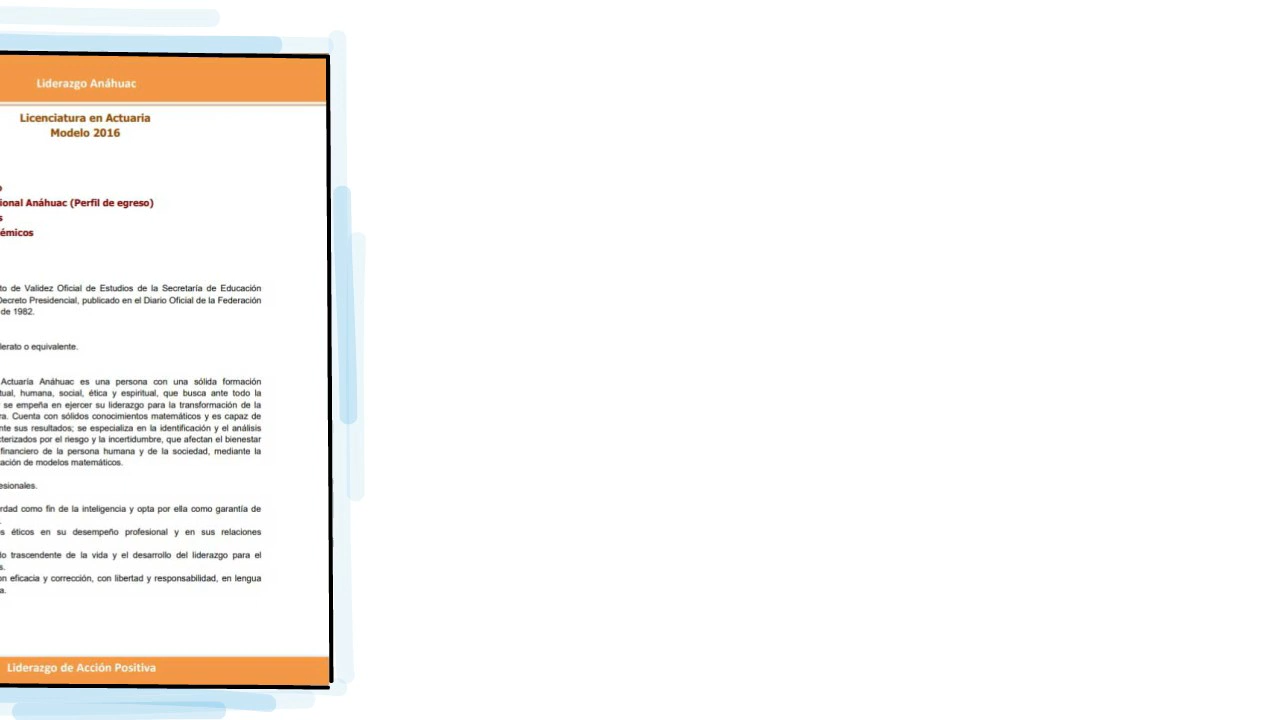 Liderazgo Anáhuac
Licenciatura en Actuaria
Modelo 2016
o
ional Anáhuac (Perfil de egreso)
s
émicos
to de Validez Oficial de Estudios de la Secretaría de Educación
Decreto Presidencial, publicado en el Diario Oficial de la Federación
de 1982.
lerato o equivalente.
Actuaría Anáhuac es una persona con una sólida formación
tual, humana, social, ética y espiritual, que busca ante todo la
se empeña en ejercer su liderazgo para la transformación de la
ra. Cuenta con sólidos conocimientos matemáticos y es capaz de
nte sus resultados; se especializa en la identificación y el análisis
cterizados por el riesgo y la incertidumbre, que afectan el bienestar
financiero de la persona humana y de la sociedad, mediante la
ación de modelos matemáticos.
esionales.
rdad como fin de la inteligencia y opta por ella como garantía de
.
s éticos en su desempeño profesional y en sus relaciones
do trascendente de la vida y el desarrollo del liderazgo para el
s.
on eficacia y corrección, con libertad y responsabilidad, en lengua
a.
Liderazgo de Acción Positiva